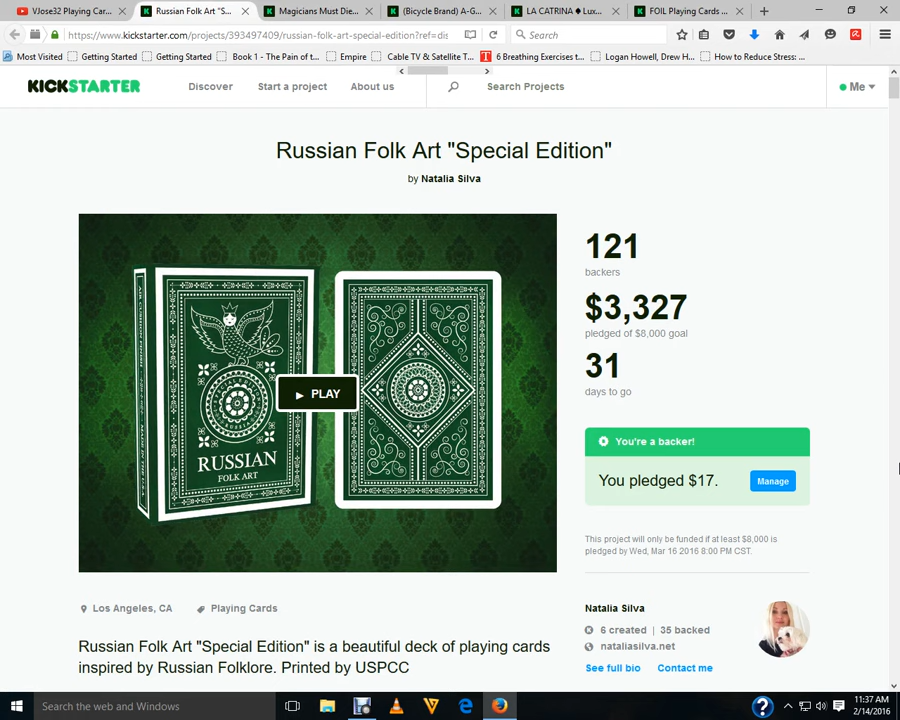 VJose32 Playing Car...
Russian Folk Art "S...
Magicians Must Die...
(Bicycle Brand) A-G...
LA CATRINA ♦ Lux...
FOIL Playing Cards ...
https://www.kickstarter.com/projects/393497409/russian-folk-art-special-edition?ref=dis
Search
Most Visited
Getting Started
Getting Started
Book 1 - The Pain of t...
Empire
Cable TV & Satellite T...
6 Breathing Exercises t...
Logan Howell, Drew H...
How to Reduce Stress: ...
KICKSTARTER
Discover
Start a project
About us
Search Projects
Me
Russian Folk Art "Special Edition"
by Natalia Silva
RUSSIAN
FOLK ART
PLAY
121
backers
$3,327
pledged of $8,000 goal
31
days to go
You're a backer!
You pledged $17.
Manage
This project will only be funded if at least $8,000 is
pledged by Wed, Mar 16 2016 8:00 PM CST.
Los Angeles, CA
Playing Cards
Russian Folk Art "Special Edition" is a beautiful deck of playing cards
inspired by Russian Folklore. Printed by USPCC
Natalia Silva
6 created | 35 backed
nataliasilva.net
See full bio
Contact me
Search the web and Windows
11:37 AM
2/14/2016